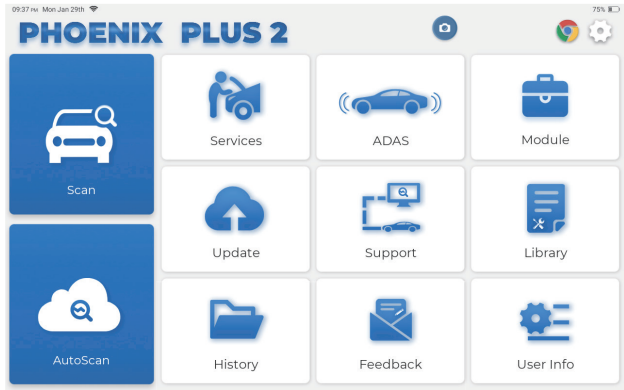 09:37 PM Mon Jan 29th
75%
PHOENIX PLUS 2
Scan
Services
ADAS
Module
Update
Support
Library
AutoScan
History
Feedback
User Info